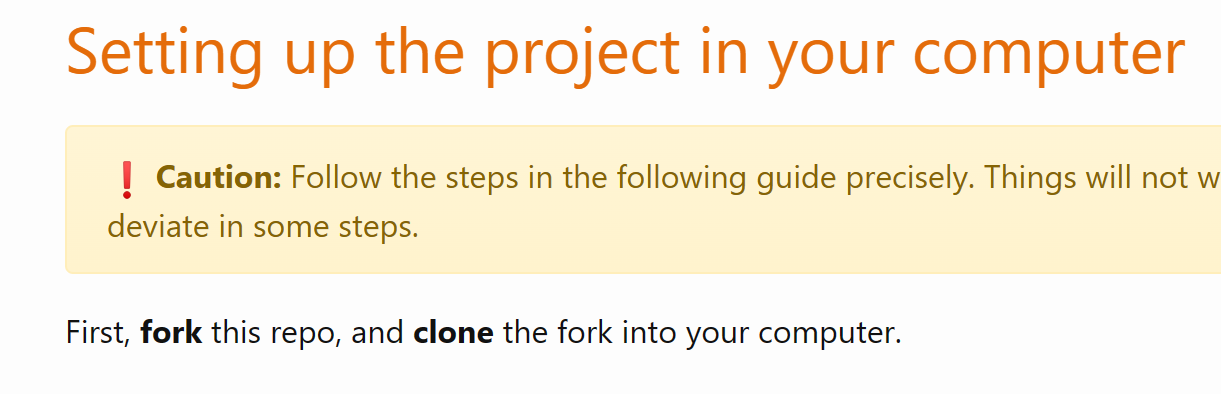 Setting up the project in your computer
❗ Caution: Follow the steps in the following guide precisely. Things will not
deviate in some steps.
First, fork this repo, and clone the fork into your computer.